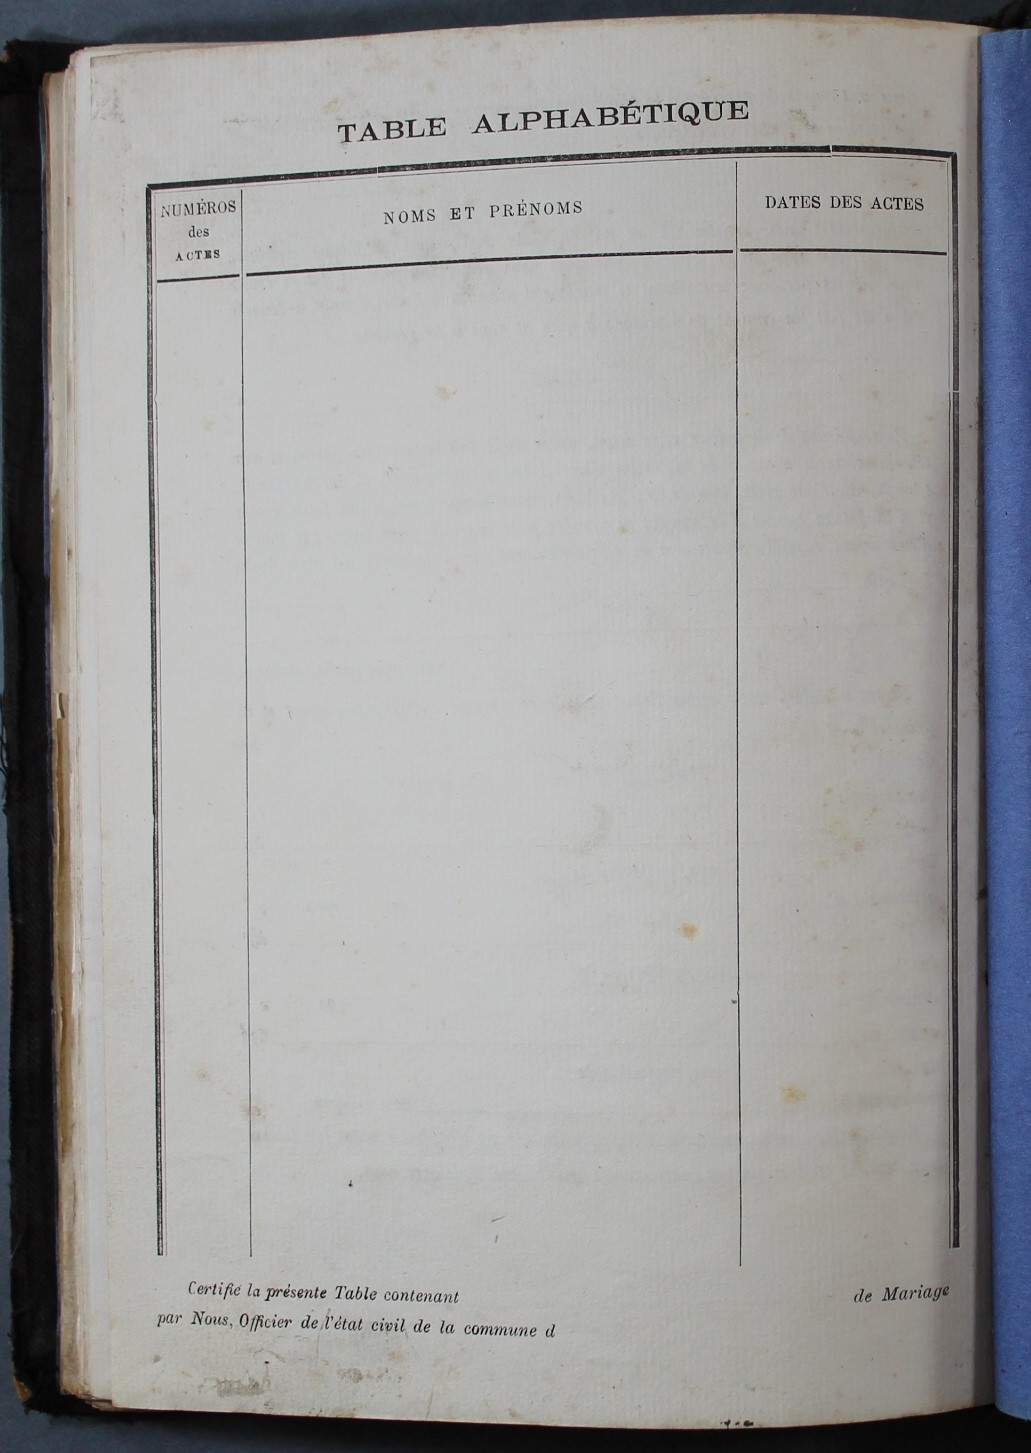 TABLE ALPHABÉTIQUE
NUMÉROS
des
ACTES
NOMS ET PRÉNOMS
DATES DES ACTES
Certifié la présente Table contenant de Mariage
par Nous, Officier de l'état civil de la commune d